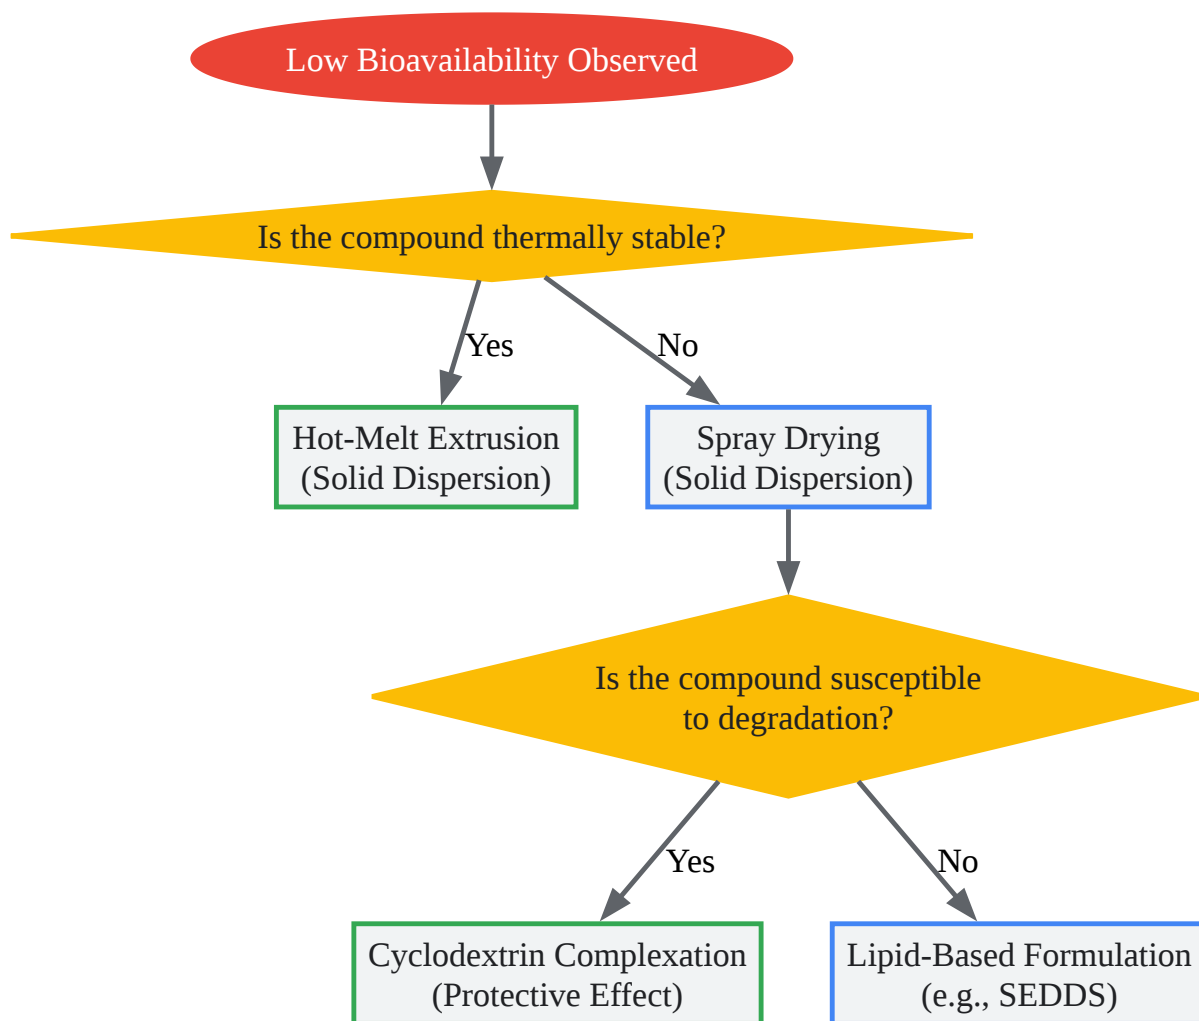 Low Bioavailability Observed
Is the compound thermally stable?
Yes
No
Hot-Melt Extrusion
(Solid Dispersion)
Spray Drying
(Solid Dispersion)
Is the compound susceptible
to degradation?
Yes
No
Cyclodextrin Complexation
(Protective Effect)
Lipid-Based Formulation
(e.g., SEDDS)